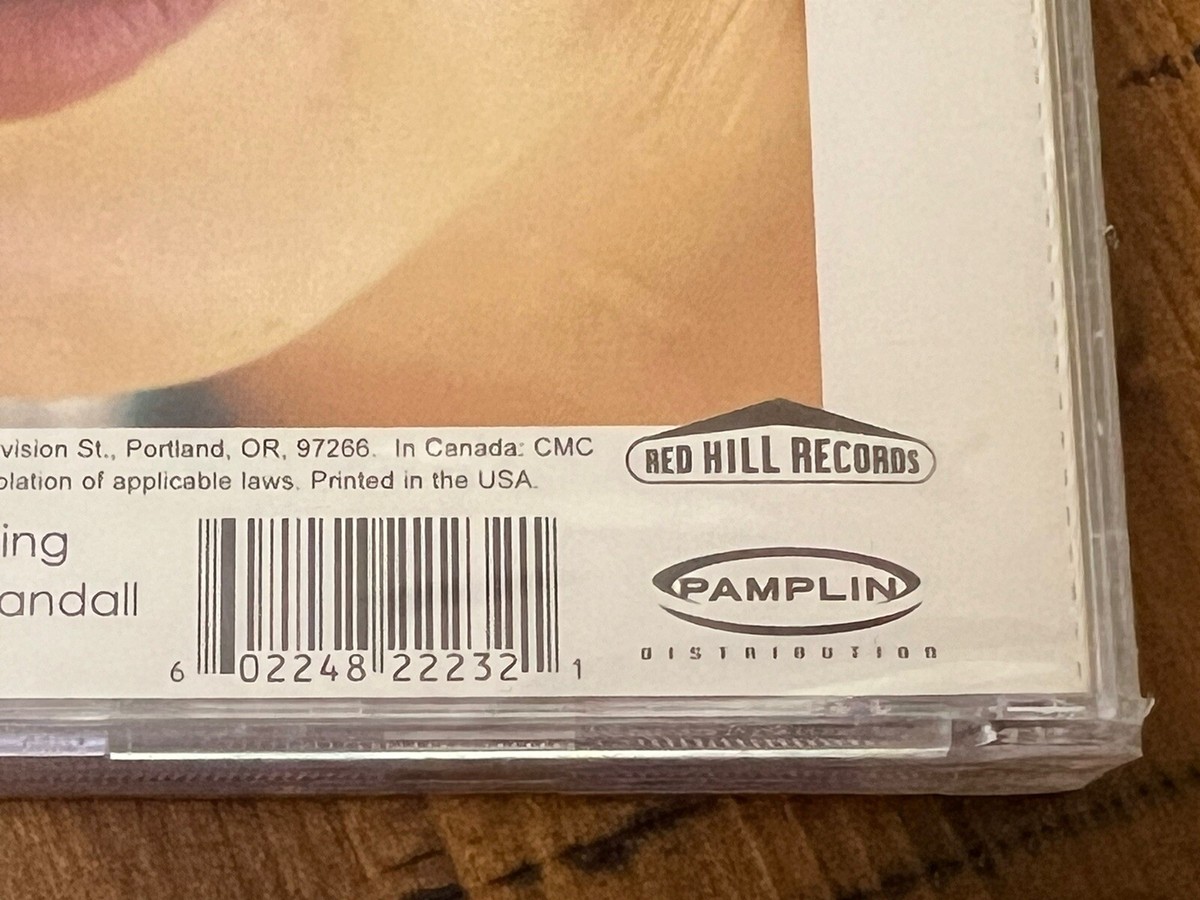 vision St., Portland, OR, 97266. In Canada: CMC
olation of applicable laws. Printed in the USA.
RED HILL RECORDS
ing
andall
PAMPLIN
DISTRIBUTION
6 02248 22232 1